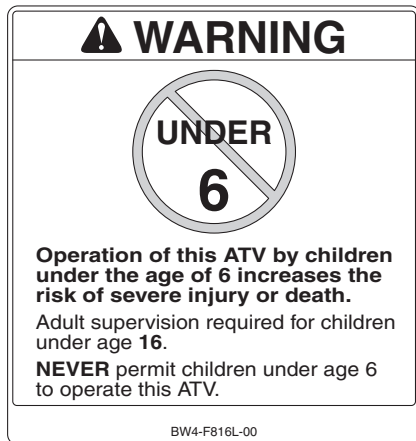 WARNING
UNDER
6
Operation of this ATV by children
under the age of 6 increases the
risk of severe injury or death.
Adult supervision required for children
under age 16.
NEVER permit children under age 6
to operate this ATV.
BW4-F816L-00